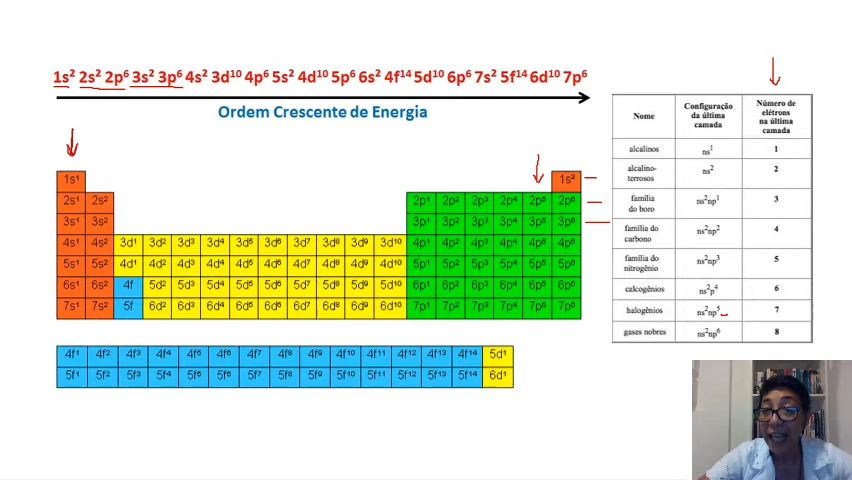 1s² 2s² 2p⁶ 3s² 3p⁶ 4s² 3d¹⁰ 4p⁶ 5s² 4d¹⁰ 5p⁶ 6s² 4f¹⁴ 5d¹⁰ 6p⁶ 7s² 5f¹⁴ 6d¹⁰ 7p⁶
Ordem Crescente de Energia
1s¹ 1s²
2s¹ 2s² 2p¹ 2p² 2p³ 2p⁴ 2p⁵ 2p⁶
3s¹ 3s² 3p¹ 3p² 3p³ 3p⁴ 3p⁵ 3p⁶
4s¹ 4s² 3d¹ 3d² 3d³ 3d⁴ 3d⁵ 3d⁶ 3d⁷ 3d⁸ 3d⁹ 3d¹⁰ 4p¹ 4p² 4p³ 4p⁴ 4p⁵ 4p⁶
5s¹ 5s² 4d¹ 4d² 4d³ 4d⁴ 4d⁵ 4d⁶ 4d⁷ 4d⁸ 4d⁹ 4d¹⁰ 5p¹ 5p² 5p³ 5p⁴ 5p⁵ 5p⁶
6s¹ 6s² 4f 5d² 5d³ 5d⁴ 5d⁵ 5d⁶ 5d⁷ 5d⁸ 5d⁹ 5d¹⁰ 6p¹ 6p² 6p³ 6p⁴ 6p⁵ 6p⁶
7s¹ 7s² 5f 6d² 6d³ 6d⁴ 6d⁵ 6d⁶ 6d⁷ 6d⁸ 6d⁹ 6d¹⁰ 7p¹ 7p² 7p³ 7p⁴ 7p⁵ 7p⁶
4f¹ 4f² 4f³ 4f⁴ 4f⁵ 4f⁶ 4f⁷ 4f⁸ 4f⁹ 4f¹⁰ 4f¹¹ 4f¹² 4f¹³ 4f¹⁴ 5d¹
5f¹ 5f² 5f³ 5f⁴ 5f⁵ 5f⁶ 5f⁷ 5f⁸ 5f⁹ 5f¹⁰ 5f¹¹ 5f¹² 5f¹³ 5f¹⁴ 6d¹
Nome
Configuração
da última
camada
Número de
elétrons
na última
camada
alcalinos ns¹ 1
alcalino-
terrosos ns² 2
família
do boro ns²np¹ 3
família do
carbono ns²np² 4
família do
nitrogênio ns²np³ 5
calcogênios ns²p⁴ 6
halogênios ns²np⁵ 7
gases nobres ns²np⁶ 8